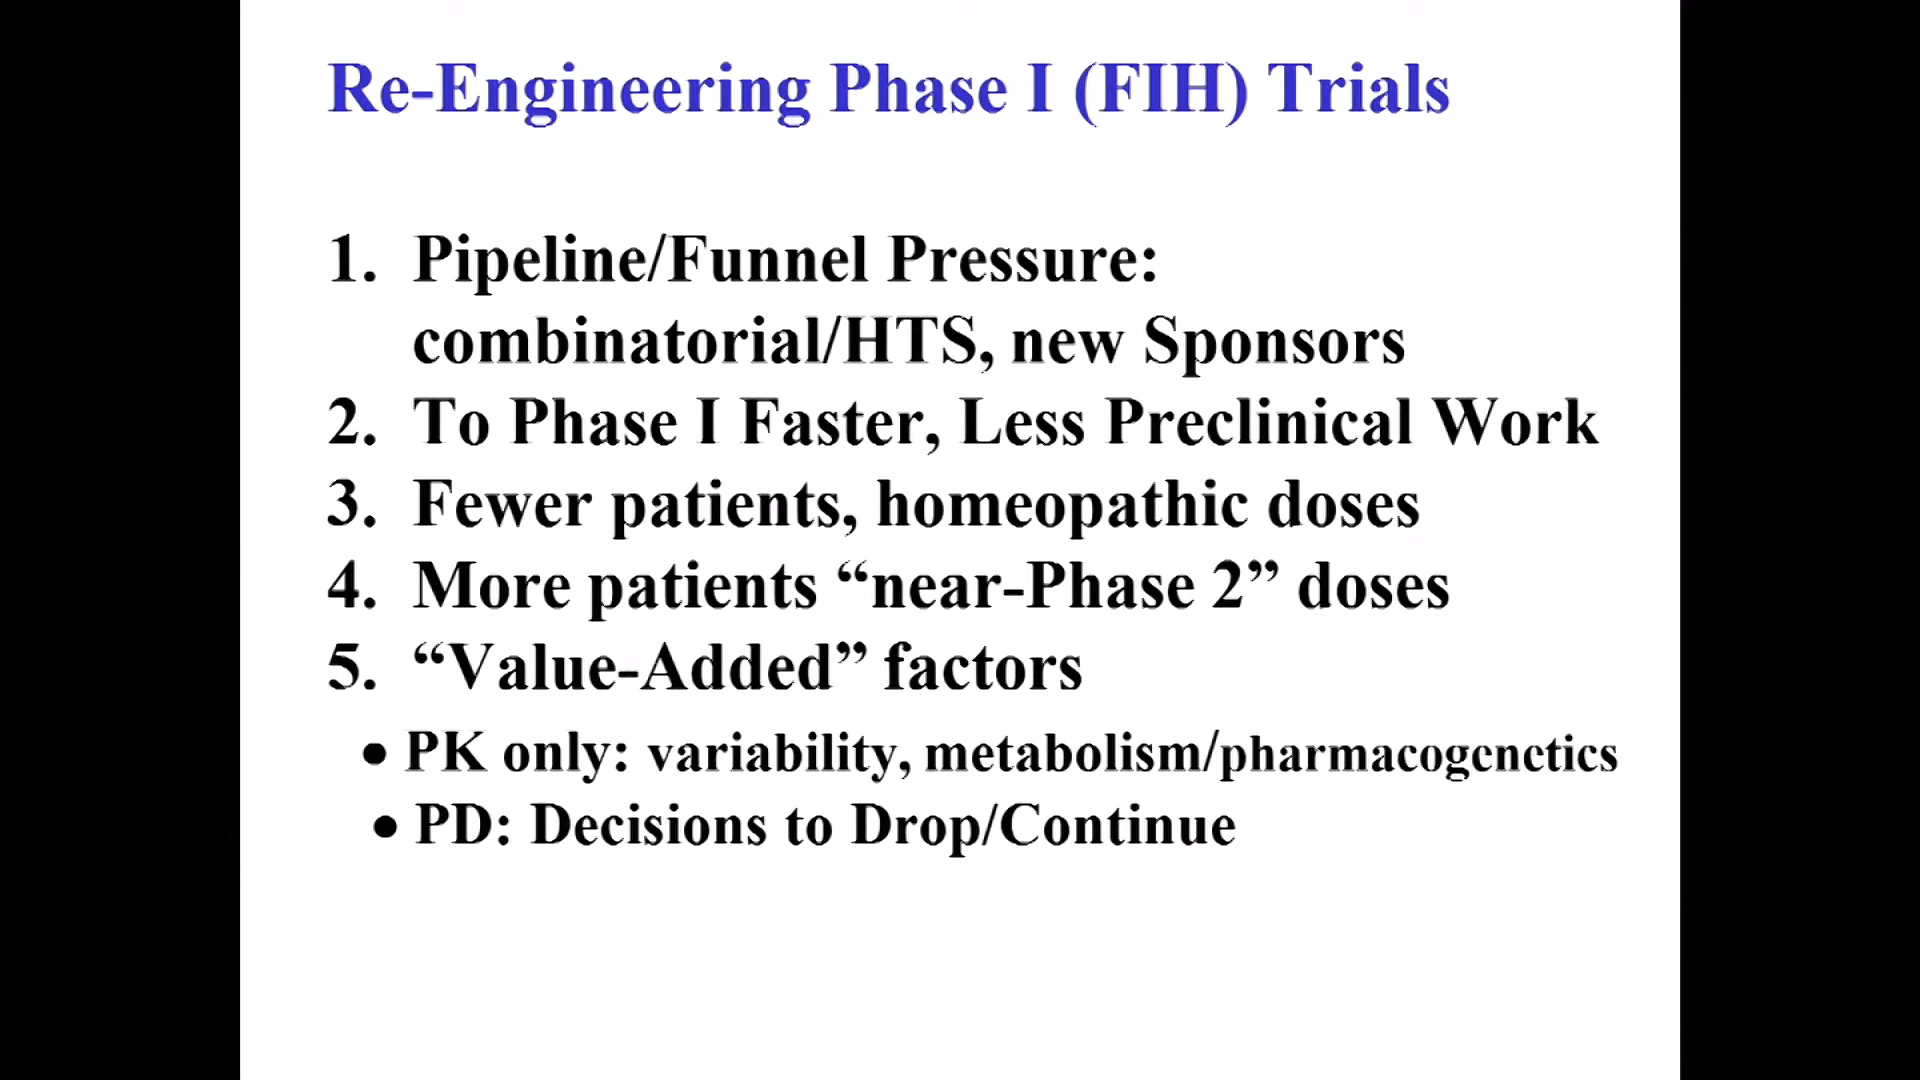 Re-Engineering Phase I (FIH) Trials
1. Pipeline/Funnel Pressure:
combinatorial/HTS, new Sponsors
2. To Phase I Faster, Less Preclinical Work
3. Fewer patients, homeopathic doses
4. More patients “near-Phase 2” doses
5. “Value-Added” factors
• PK only: variability, metabolism/pharmacogenetics
• PD: Decisions to Drop/Continue